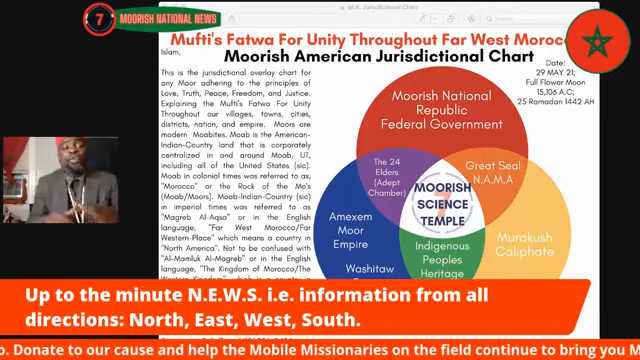 M A. Jurisdictional Chart
7 MOORISH NATIONAL NEWS
Mufti's Fatwa For Unity Throughout Far West Morocc
Moorish American Jurisdictional Chart
Islam,
This is the jurisdictional overlay chart for
any Moor adhering to the principles of
Love, Truth, Peace, Freedom, and Justice.
Explaining the Mufti's Fatwa For Unity
Throughout our villages, towns, cities,
districts, nation, and empire. Moors are
modern Moabites. Moab is the American-
Indian-Country land that is corporately
centralized in and around Moab, UT,
including all of the United States (sic).
Moab in colonial times was referred to as,
"Morocco" or the Rock of the Mo's
(Moab/Moors). Moab-Indian-Country (sic)
in imperial times was referred to as
"Magreb Al-Aqsa" or in the English
language, "Far West Morocco/Far
Western-Place" which means a country in
"North America". Not to be confused with
"Al-Mamluk Al-Magreb" or in the English
language, "The Kingdom of Morocco/The
Date:
29 MAY 21;
Full Flower Moon
15,106 A.C;
25 Ramadan 1442 AH
Moorish National
Republic
Federal Government
The 24
Elders
(Adept
Chamber)
Great Seal
N.A.M.A
7
MOORISH
SCIENCE
TEMPLE
Amexem
Moor
Empire
Washitaw
Murakush
Caliphate
Indigenous
Peoples
Heritage
Up to the minute N.E.W.S. i.e. information from all
directions: North, East, West, South.
o. Donate to our cause and help the Mobile Missionaries on the field continue to bring you M